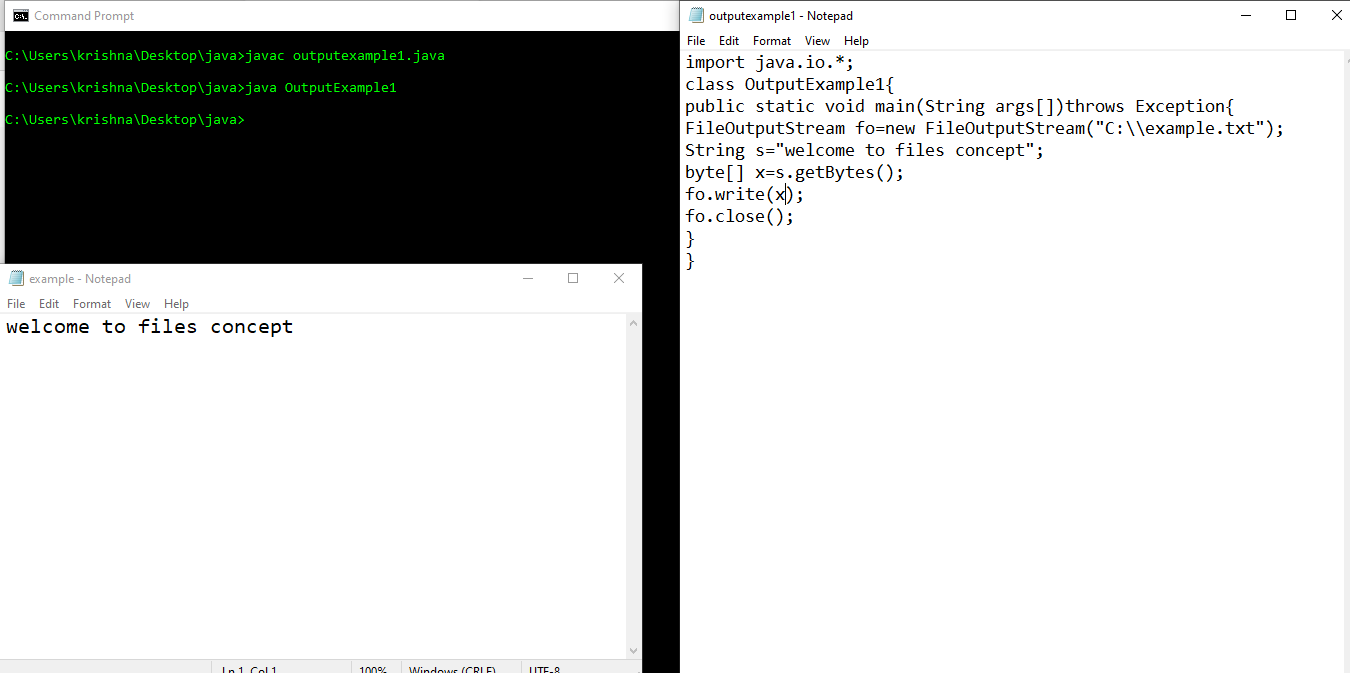 Command Prompt
C:\Users\krishna\Desktop\java>javac outputexample1.java
C:\Users\krishna\Desktop\java>java OutputExample1
C:\Users\krishna\Desktop\java>
example - Notepad
File Edit Format View Help
welcome to files concept
Ln 1, Col 1 100% Windows (CRLF) UTF-8
outputexample1 - Notepad
File Edit Format View Help
import java.io.*;
class OutputExample1{
public static void main(String args[])throws Exception{
FileOutputStream fo=new FileOutputStream("C:\\example.txt");
String s="welcome to files concept";
byte[] x=s.getBytes();
fo.write(x);
fo.close();
}
}